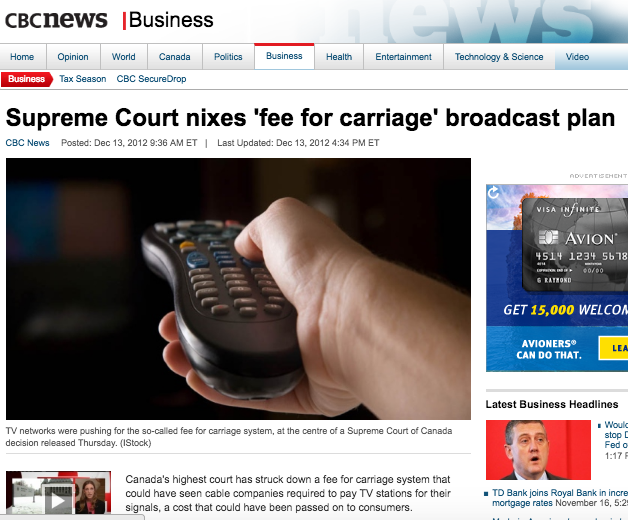 CBCNEWS | Business
news
Home Opinion World Canada Politics Business Health Entertainment Technology & Science Video
Business Tax Season CBC SecureDrop
Supreme Court nixes 'fee for carriage' broadcast plan
CBC News Posted: Dec 13, 2012 9:36 AM ET | Last Updated: Dec 13, 2012 4:34 PM ET
TV networks were pushing for the so-called fee for carriage system, at the centre of a Supreme Court of Canada
decision released Thursday. (IStock)
Canada's highest court has struck down a fee for carriage system that
could have seen cable companies required to pay TV stations for their
signals, a cost that could have been passed on to consumers.
ADVERTISEMENT
VISA INFINITE
AVION
4514 1234 5678
00/00
G RAYMOND
GET 15,000 WELCOM
AVIONERS
CAN DO THAT.
LEA
Latest Business Headlines
Would
stop D
Fed o
1:17 F
TD Bank joins Royal Bank in incre
mortgage rates November 16, 5:29